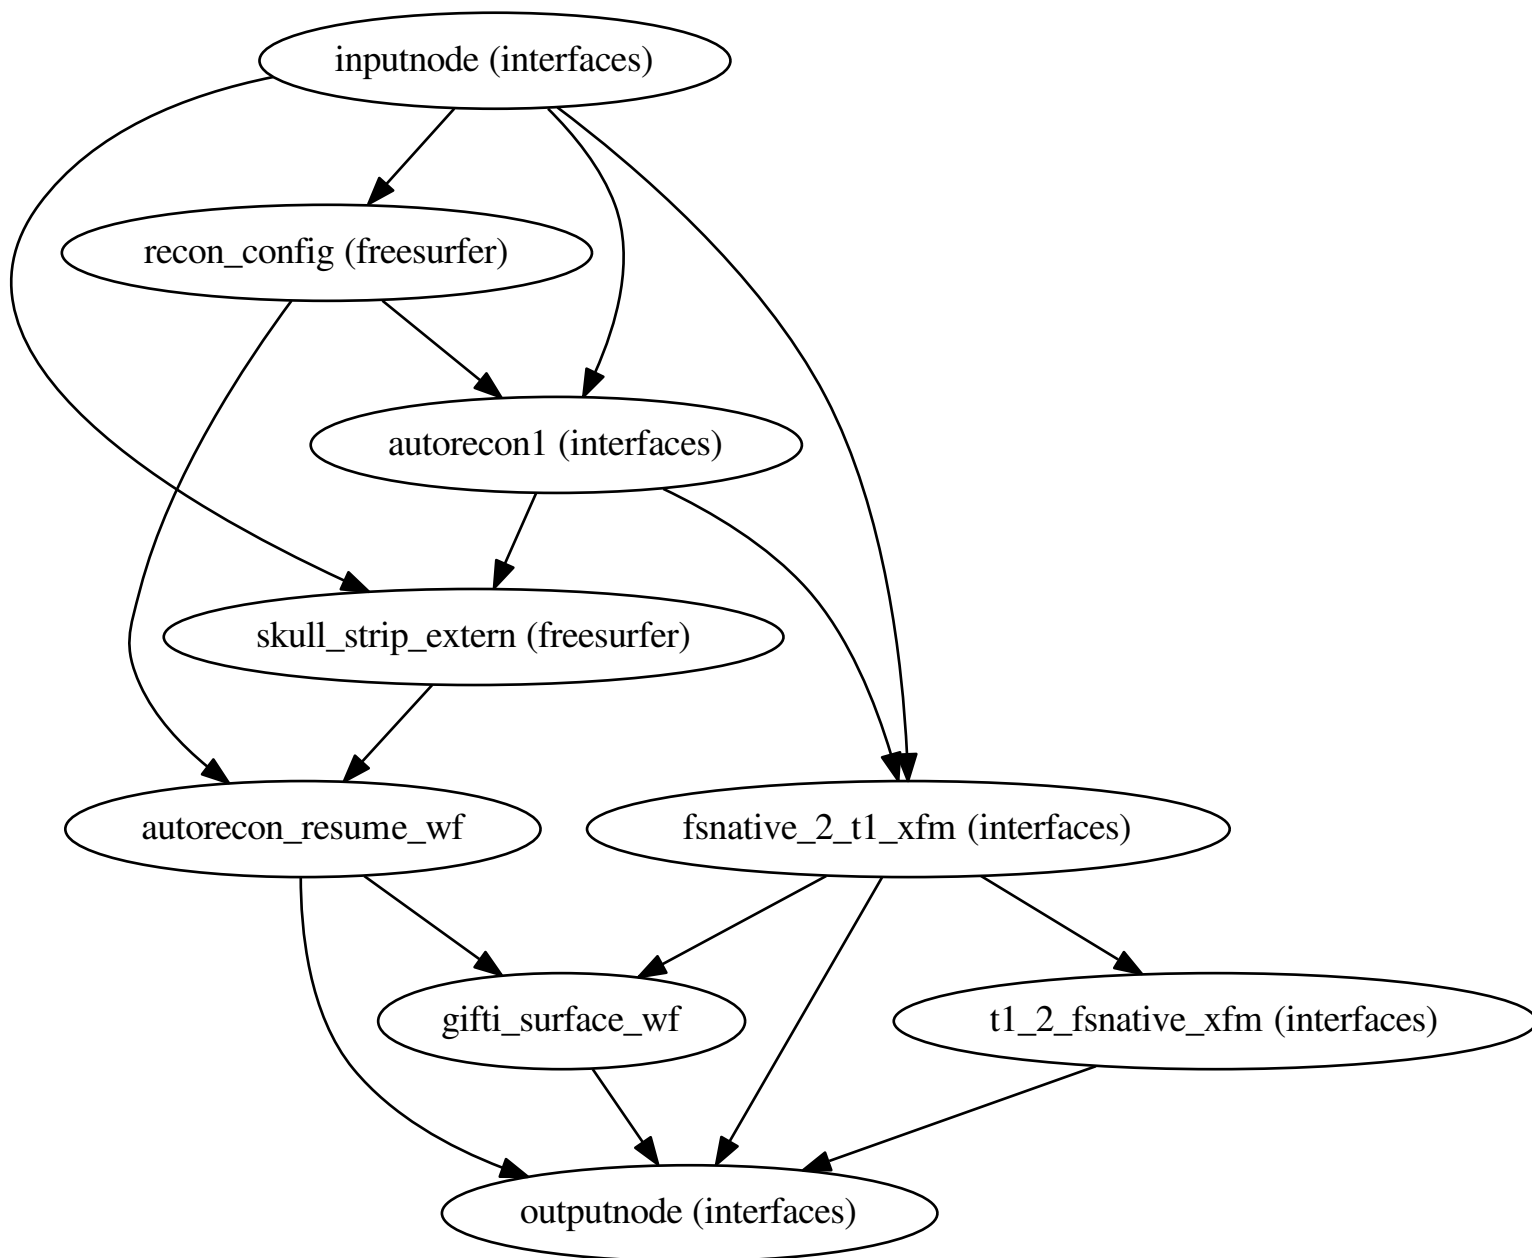 inputnode (interfaces)
recon_config (freesurfer)
autorecon1 (interfaces)
skull_strip_extern (freesurfer)
autorecon_resume_wf
fsnative_2_t1_xfm (interfaces)
gifti_surface_wf
t1_2_fsnative_xfm (interfaces)
outputnode (interfaces)